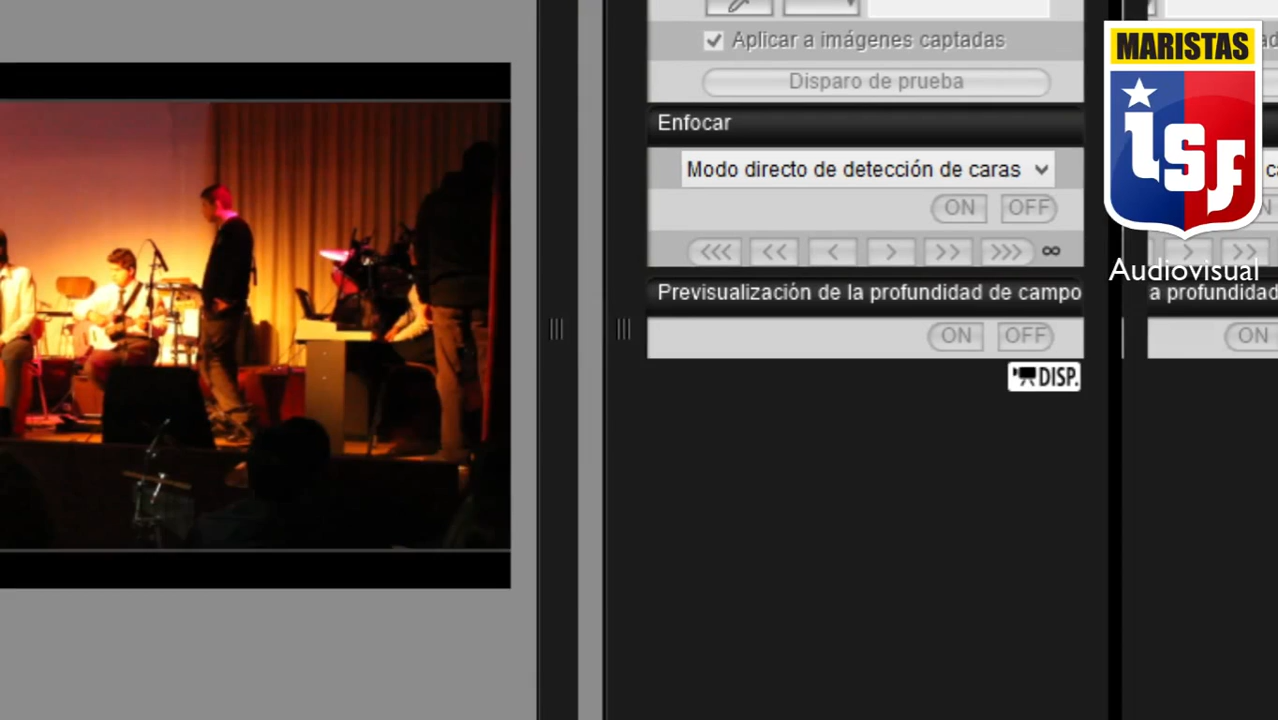 Aplicar a imágenes captadas
Disparo de prueba
Enfocar
Modo directo de detección de caras
ON OFF
<<< << < > >> >>> ∞
Previsualización de la profundidad de campo
ON OFF
DISP.
MARISTAS
ISF
Audiovisual
>>
a profundidad
ON